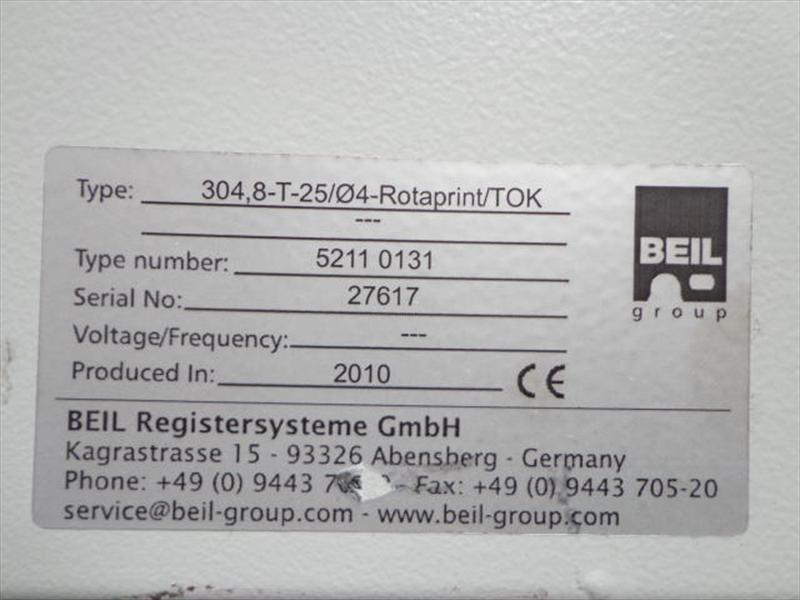 Type: 304,8-T-25/Ø4-Rotaprint/TOK
---
Type number: 5211 0131
Serial No: 27617
Voltage/Frequency: ---
Produced In: 2010 CE
BEIL
group
BEIL Registersysteme GmbH
Kagrastrasse 15 - 93326 Abensberg - Germany
Phone: +49 (0) 9443 - Fax: +49 (0) 9443 705-20
service@beil-group.com - www.beil-group.com